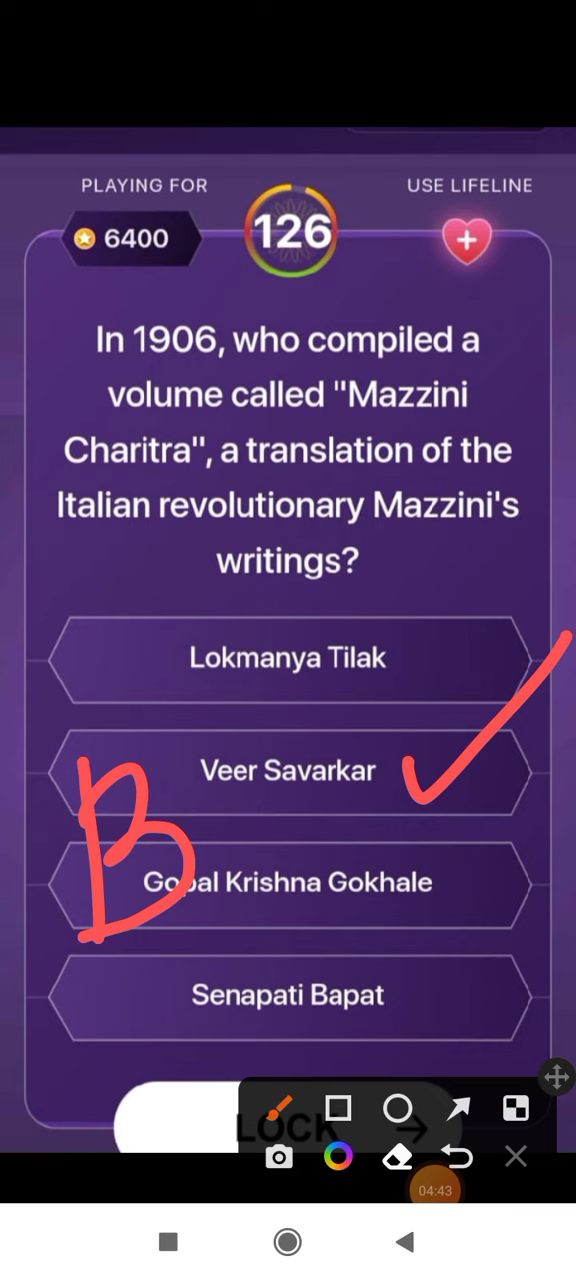 PLAYING FOR
USE LIFELINE
6400
126
In 1906, who compiled a
volume called "Mazzini
Charitra", a translation of the
Italian revolutionary Mazzini's
writings?
Lokmanya Tilak
Veer Savarkar
B
Gopal Krishna Gokhale
Senapati Bapat
LOCK
04:43